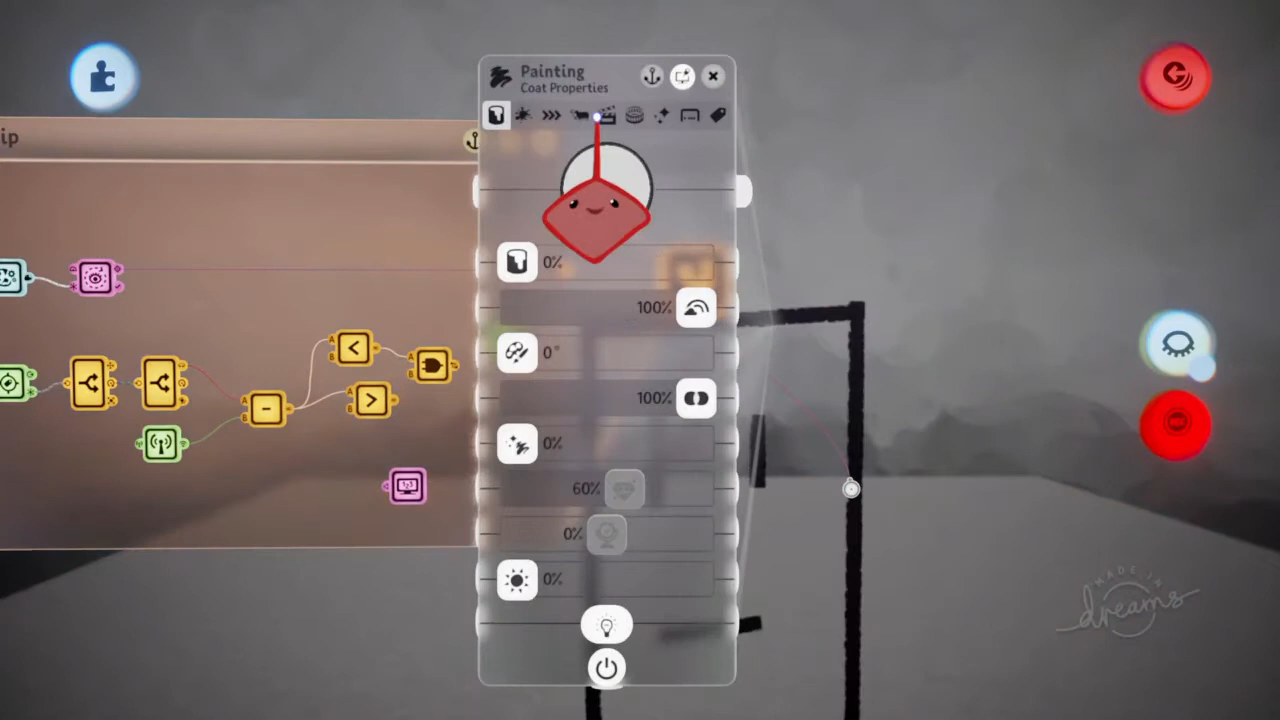 Painting
Coat Properties
ip
0%
100%
0°
100%
0%
60%
0%
0%
A
B
A
B
A
B
A
B
MADE IN
dreams